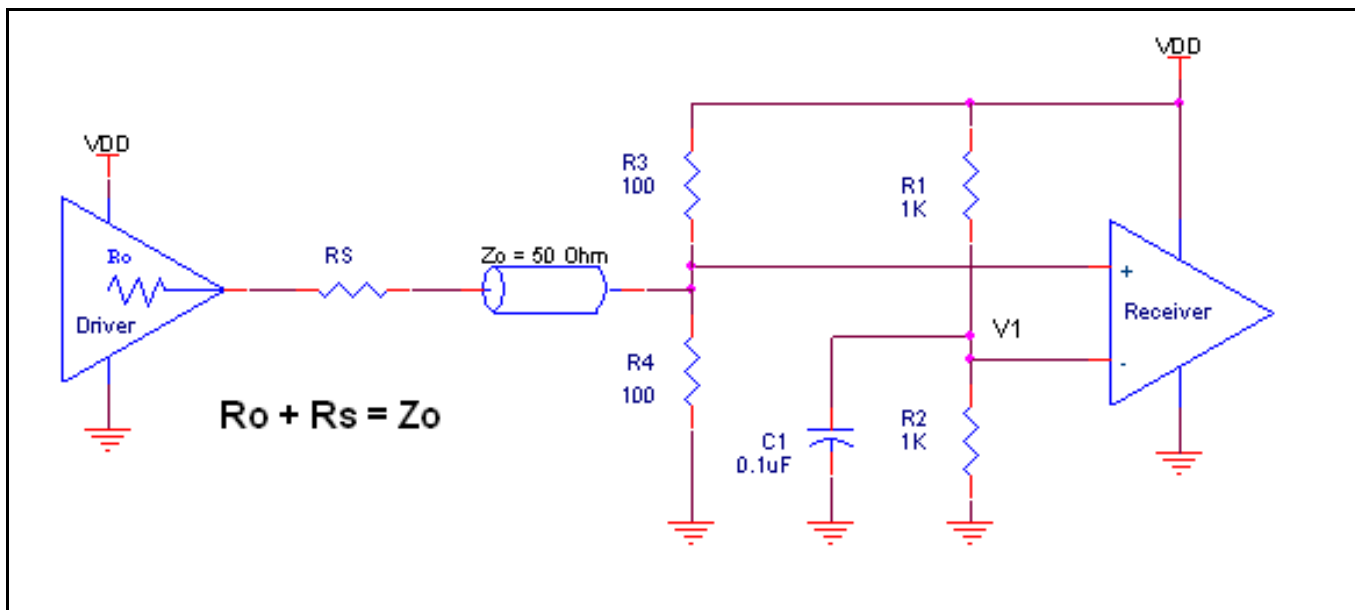 VDD
VDD
R3
100
R1
1K
Ro
RS
Zo = 50 Ohm
+
Driver
Receiver
V1
-
R4
100
Ro + Rs = Zo
C1
0.1uF
R2
1K